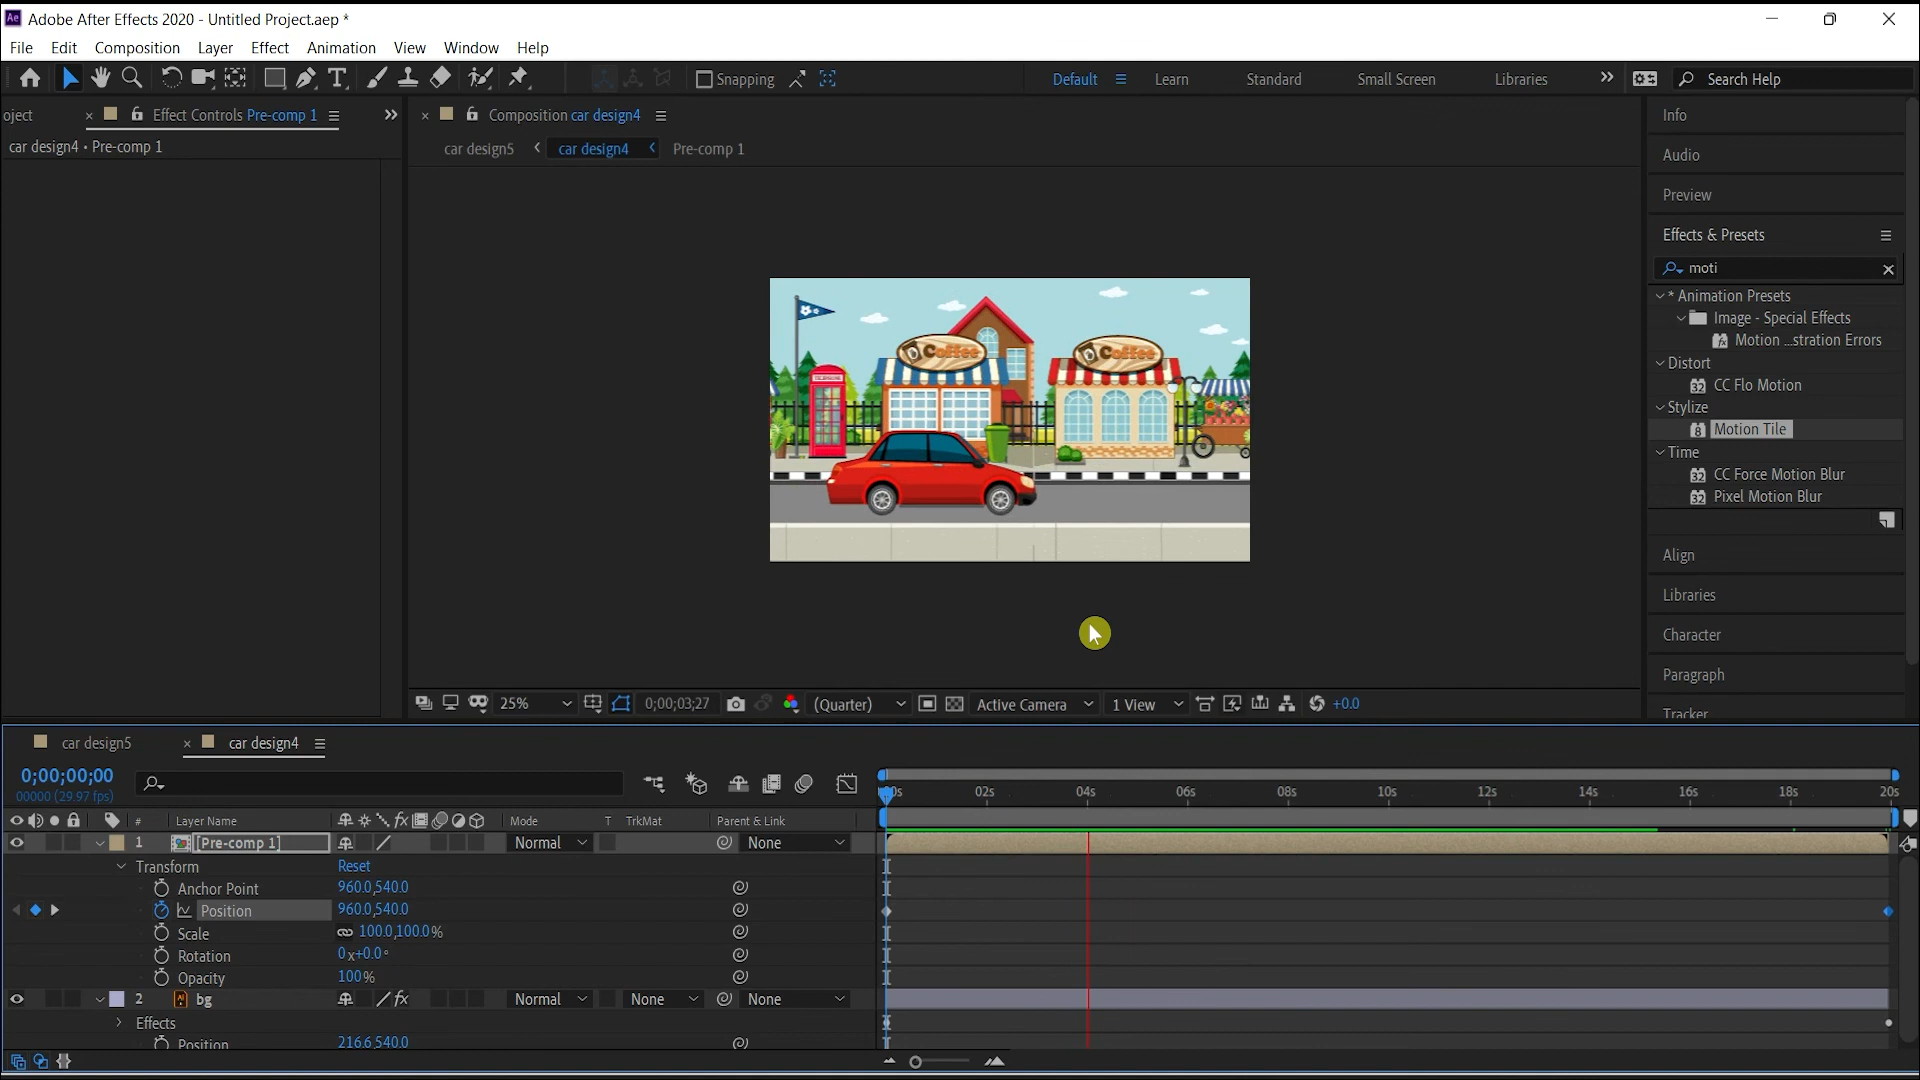 Ae Adobe After Effects 2020 - Untitled Project.aep *
File Edit Composition Layer Effect Animation View Window Help
Snapping Default Learn Standard Small Screen Libraries Search Help
oject Effect Controls Pre-comp 1
Composition car design4
Info
car design4 • Pre-comp 1
car design5 car design4 Pre-comp 1
Audio
Preview
Effects & Presets
moti
* Animation Presets
Image - Special Effects
Motion ...stration Errors
Distort
CC Flo Motion
Stylize
Motion Tile
Time
CC Force Motion Blur
Pixel Motion Blur
Align
Libraries
Character
Paragraph
Tracker
Coffee Coffee
TELEPHONE
25% 0;00;03;27 (Quarter) Active Camera 1 View +0.0
car design5 car design4
0;00;00;00
00000 (29.97 fps)
0s 02s 04s 06s 08s 10s 12s 14s 16s 18s 20s
# Layer Name fx Mode T TrkMat Parent & Link
1 [Pre-comp 1] Normal None
Transform Reset
Anchor Point 960.0,540.0
Position 960.0,540.0
Scale 100.0,100.0%
Rotation 0x+0.0°
Opacity 100%
2 bg fx Normal None None
Effects
Position 216.6,540.0